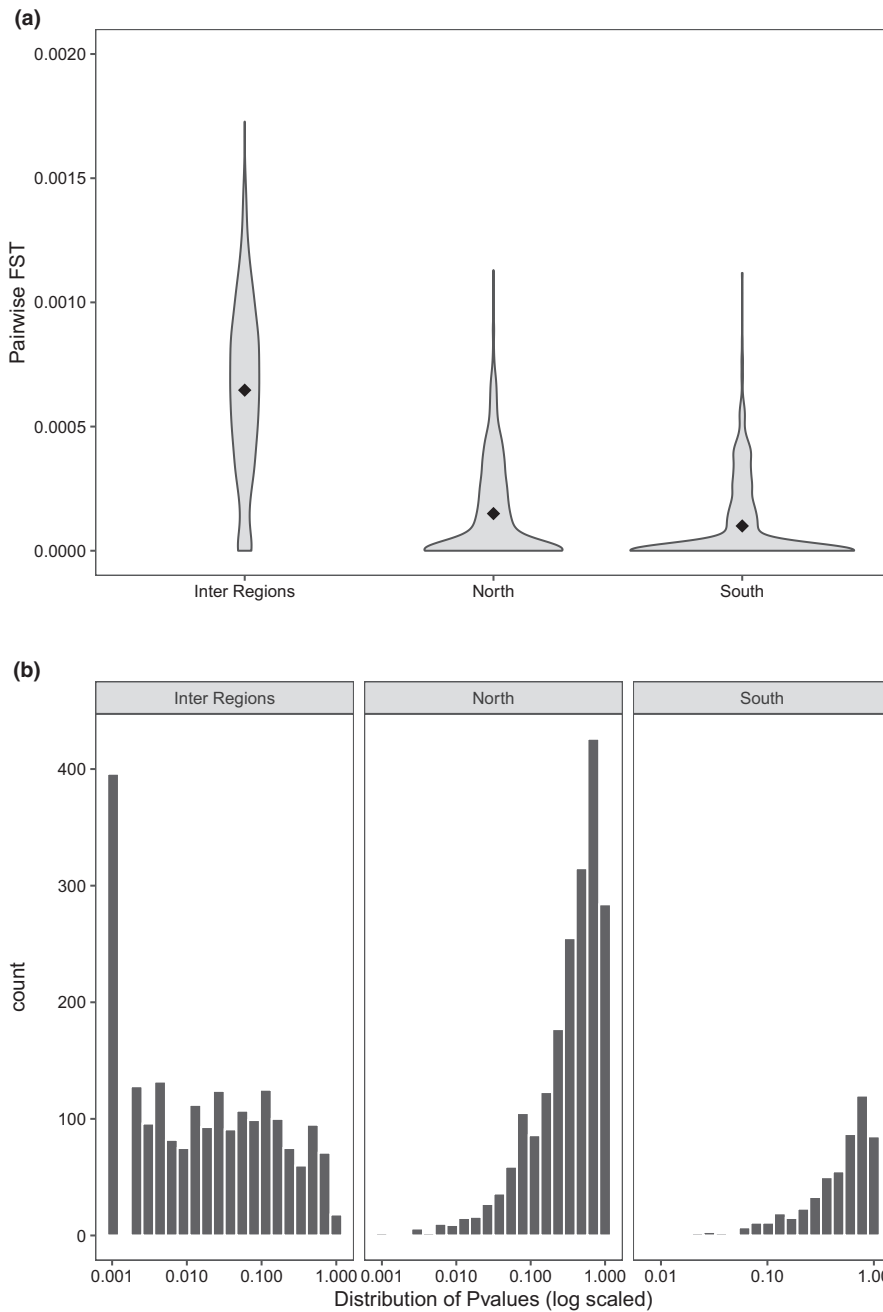 (a)
0.0020
0.0015
0.0010
0.0005
0.0000
Pairwise FST
Inter Regions North South
(b)
Inter Regions North South
400
300
200
100
0
count
0.001 0.010 0.100 1.000 0.001 0.010 0.100 1.000 0.01 0.10 1.00
Distribution of Pvalues (log scaled)